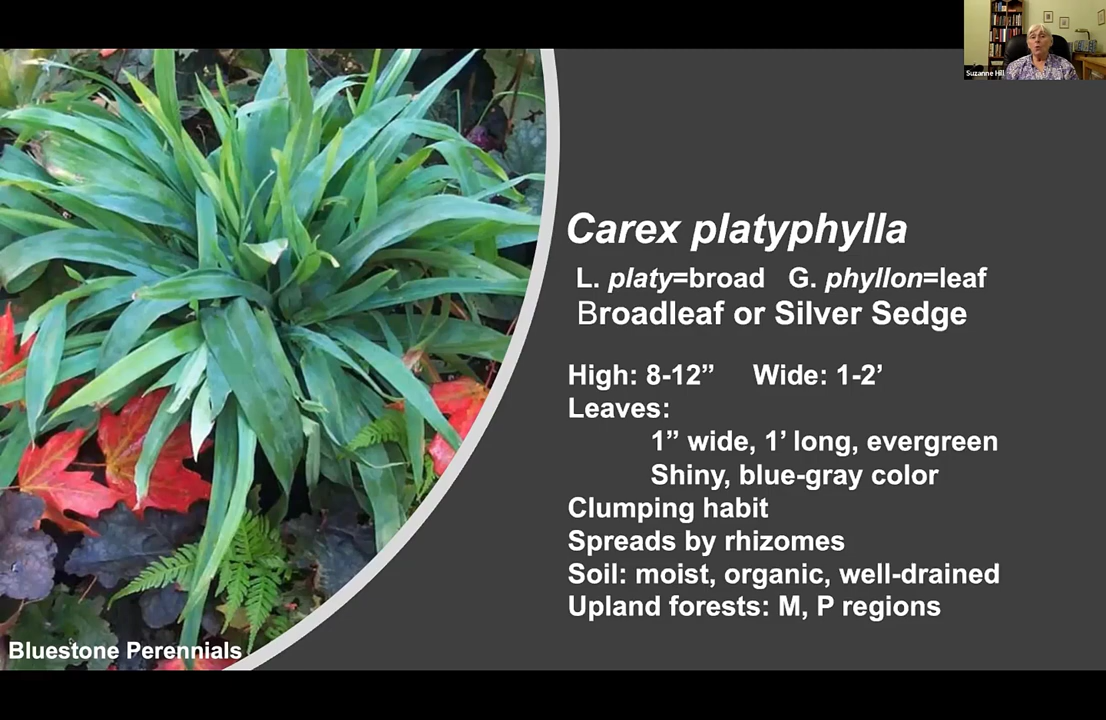 Suzanne Hill
Carex platyphylla
L. platy=broad G. phyllon=leaf
Broadleaf or Silver Sedge
High: 8-12” Wide: 1-2’
Leaves:
1” wide, 1’ long, evergreen
Shiny, blue-gray color
Clumping habit
Spreads by rhizomes
Soil: moist, organic, well-drained
Upland forests: M, P regions
Bluestone Perennials